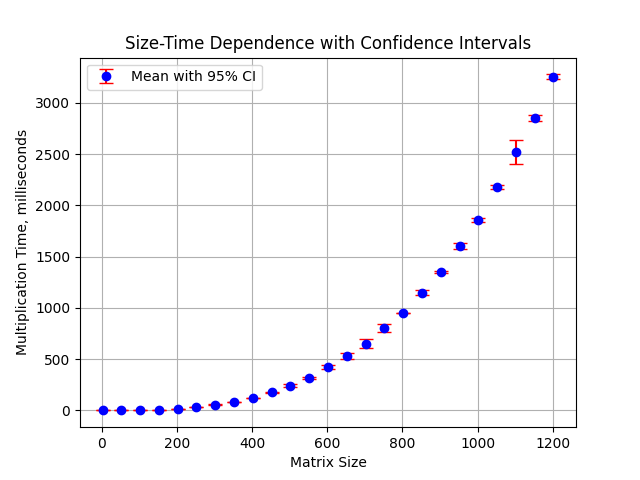 Size-Time Dependence with Confidence Intervals
Mean with 95% CI
Multiplication Time, milliseconds
3000
2500
2000
1500
1000
500
0
0 200 400 600 800 1000 1200
Matrix Size